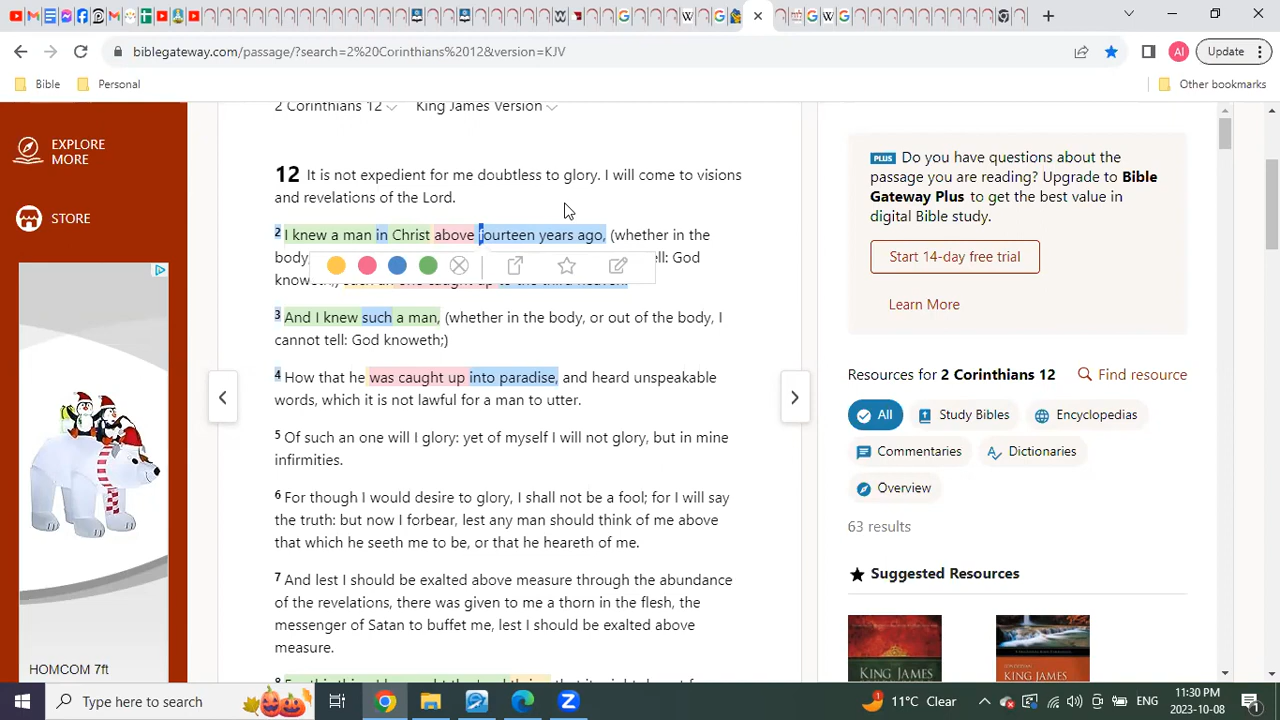 biblegateway.com/passage/?search=2%20Corinthians%2012&version=KJV
AI
Update
Bible
Personal
Other bookmarks
EXPLORE
MORE
STORE
HOMCOM 7ft
2 Corinthians 12
King James Version
12 It is not expedient for me doubtless to glory. I will come to visions
and revelations of the Lord.
2 I knew a man in Christ above fourteen years ago, (whether in the
body
ell: God
3 And I knew such a man, (whether in the body, or out of the body, I
cannot tell: God knoweth;)
4 How that he was caught up into paradise, and heard unspeakable
words, which it is not lawful for a man to utter.
5 Of such an one will I glory: yet of myself I will not glory, but in mine
infirmities.
6 For though I would desire to glory, I shall not be a fool; for I will say
the truth: but now I forbear, lest any man should think of me above
that which he seeth me to be, or that he heareth of me.
7 And lest I should be exalted above measure through the abundance
of the revelations, there was given to me a thorn in the flesh, the
messenger of Satan to buffet me, lest I should be exalted above
measure.
PLUS Do you have questions about the
passage you are reading? Upgrade to Bible
Gateway Plus to get the best value in
digital Bible study.
Start 14-day free trial
Learn More
Resources for 2 Corinthians 12
Find resource
All
Study Bibles
Encyclopedias
Commentaries
Dictionaries
Overview
63 results
Suggested Resources
KING JAMES
KING JAMES
Type here to search
1
11°C Clear
ENG
11:30 PM
2023-10-08
1